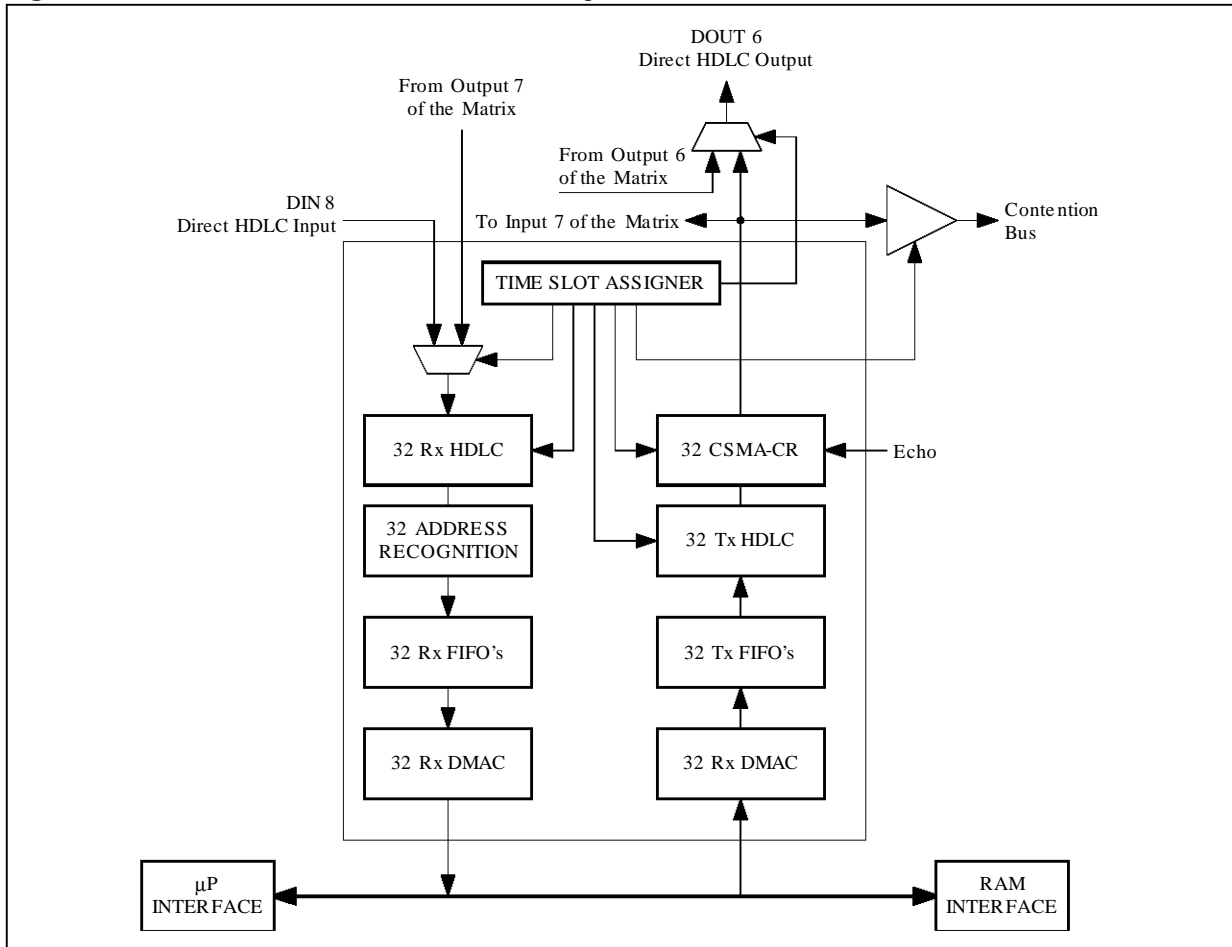 DOUT 6
Direct HDLC Output
From Output 7
of the Matrix
From Output 6
of the Matrix
DIN 8
Direct HDLC Input
To Input 7 of the Matrix
Contention
Bus
TIME SLOT ASSIGNER
32 Rx HDLC
32 CSMA-CR
Echo
32 ADDRESS
RECOGNITION
32 Tx HDLC
32 Rx FIFO's
32 Tx FIFO's
32 Rx DMAC
32 Rx DMAC
µP
INTERFACE
RAM
INTERFACE